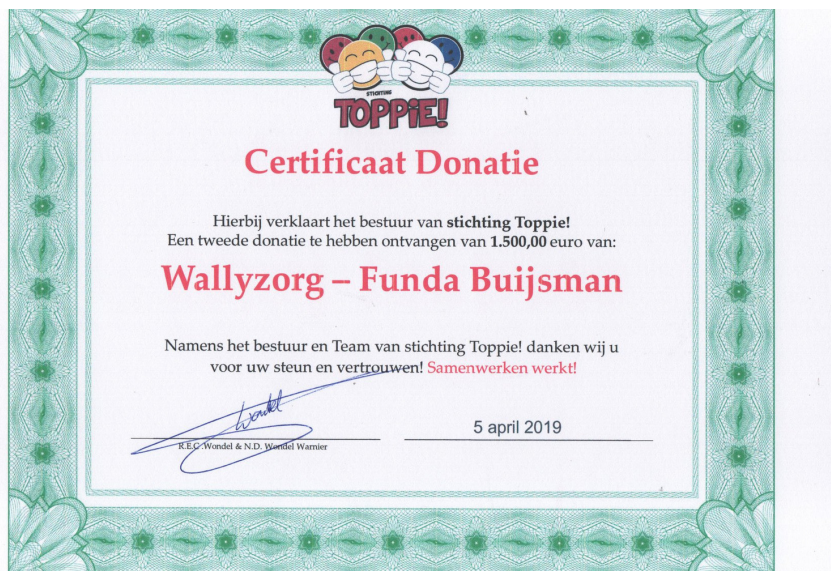 STICHTING
TOPPiE!
Certificaat Donatie
Hierbij verklaart het bestuur van stichting Toppie!
Een tweede donatie te hebben ontvangen van 1.500,00 euro van:
Wallyzorg – Funda Buijsman
Namens het bestuur en Team van stichting Toppie! danken wij u
voor uw steun en vertrouwen! Samenwerken werkt!
Wondel
5 april 2019
R.E.C. Wondel & N.D. Wondel Warnier